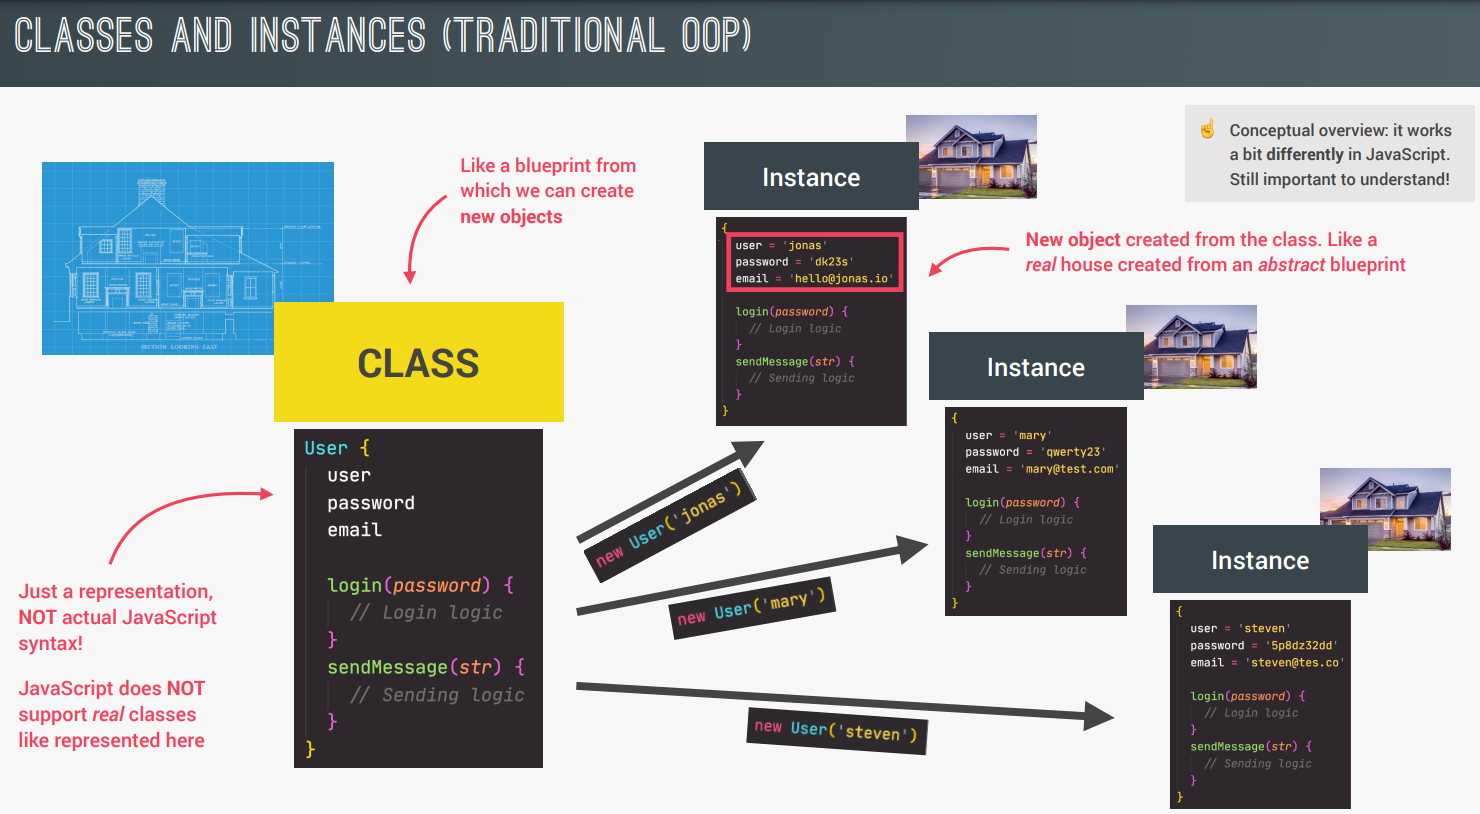 CLASSES AND INSTANCES (TRADITIONAL OOP)
☝ Conceptual overview: it works
a bit differently in JavaScript.
Still important to understand!
Like a blueprint from
which we can create
new objects
SECTION LOOKING EAST
CLASS
User {
user
password
email
login(password) {
// Login logic
}
sendMessage(str) {
// Sending logic
}
}
Just a representation,
NOT actual JavaScript
syntax!
JavaScript does NOT
support real classes
like represented here
new User('jonas')
new User('mary')
new User('steven')
Instance
{
user = 'jonas'
password = 'dk23s'
email = 'hello@jonas.io'
login(password) {
// Login logic
}
sendMessage(str) {
// Sending logic
}
}
New object created from the class. Like a
real house created from an abstract blueprint
Instance
{
user = 'mary'
password = 'qwerty23'
email = 'mary@test.com'
login(password) {
// Login logic
}
sendMessage(str) {
// Sending logic
}
}
Instance
{
user = 'steven'
password = '5p8dz32dd'
email = 'steven@tes.co'
login(password) {
// Login logic
}
sendMessage(str) {
// Sending logic
}
}